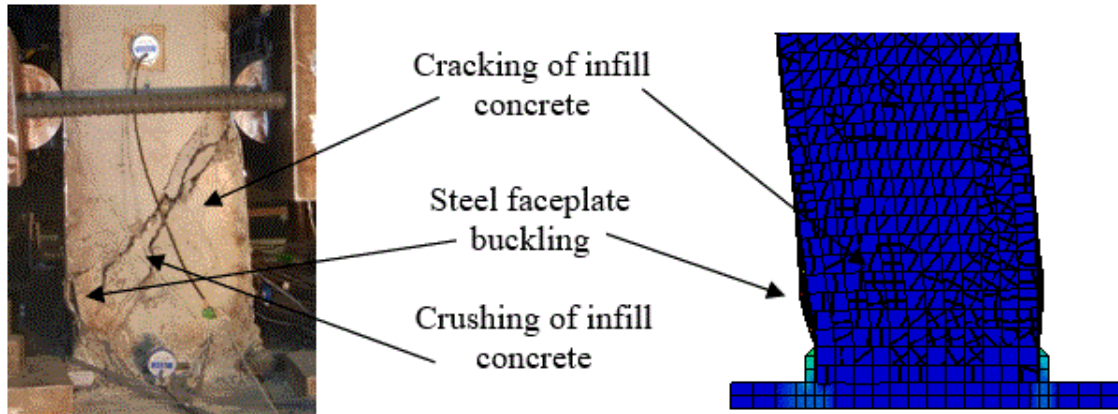 Cracking of infill
concrete
Steel faceplate
buckling
Crushing of infill
concrete